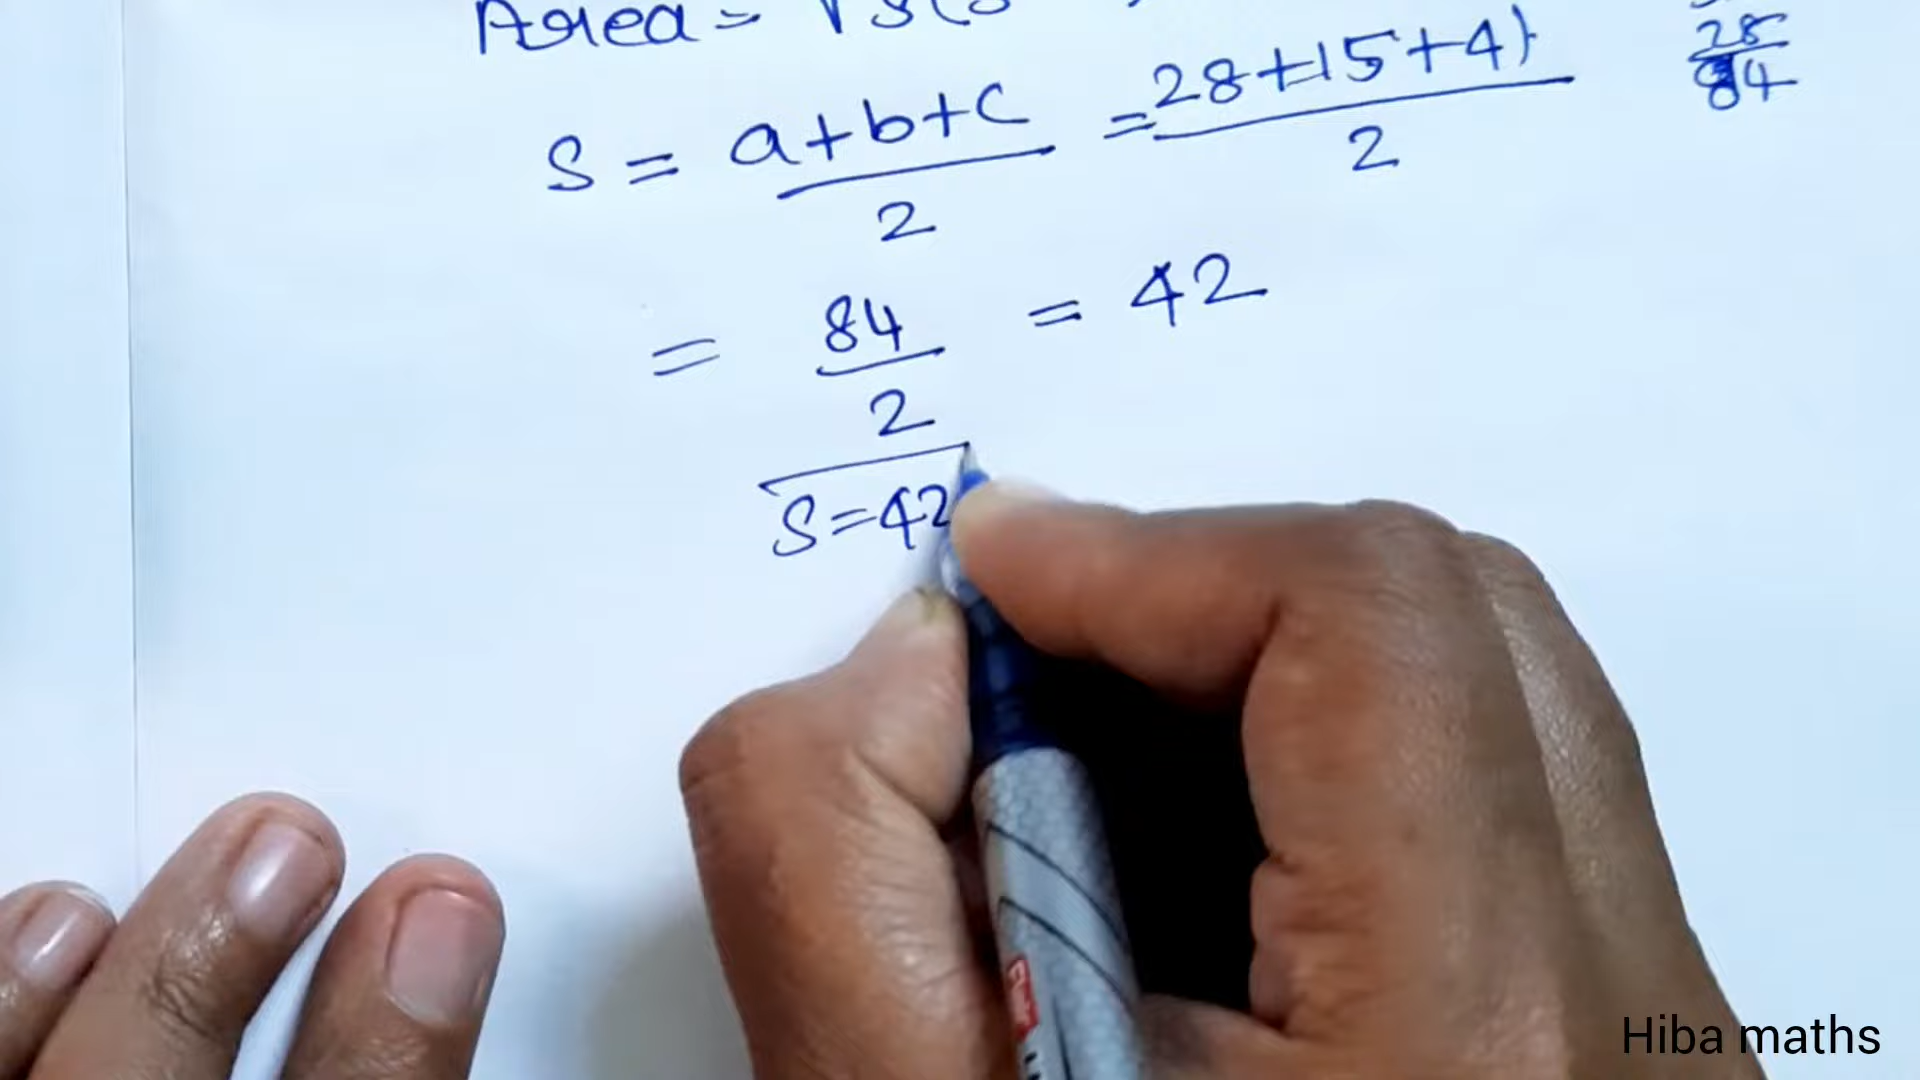 Area = √s(s
S = a+b+c/2 = 28+15+41/2
28
84
= 84/2 = 42
S=42
Hiba maths